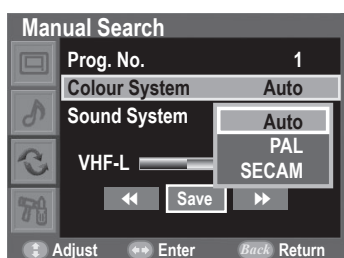 Manual Search
Prog. No. 1
Colour System Auto
Sound System Auto
PAL
VHF-L SECAM
Save
Adjust Enter Back Return